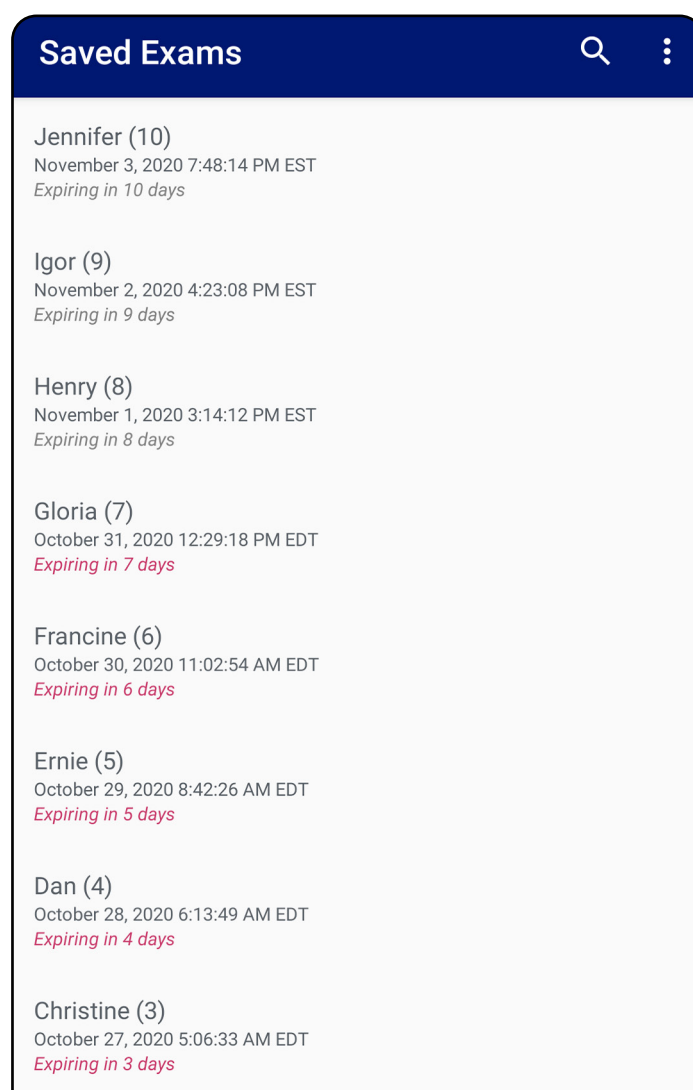 Saved Exams
Jennifer (10)
November 3, 2020 7:48:14 PM EST
Expiring in 10 days
Igor (9)
November 2, 2020 4:23:08 PM EST
Expiring in 9 days
Henry (8)
November 1, 2020 3:14:12 PM EST
Expiring in 8 days
Gloria (7)
October 31, 2020 12:29:18 PM EDT
Expiring in 7 days
Francine (6)
October 30, 2020 11:02:54 AM EDT
Expiring in 6 days
Ernie (5)
October 29, 2020 8:42:26 AM EDT
Expiring in 5 days
Dan (4)
October 28, 2020 6:13:49 AM EDT
Expiring in 4 days
Christine (3)
October 27, 2020 5:06:33 AM EDT
Expiring in 3 days